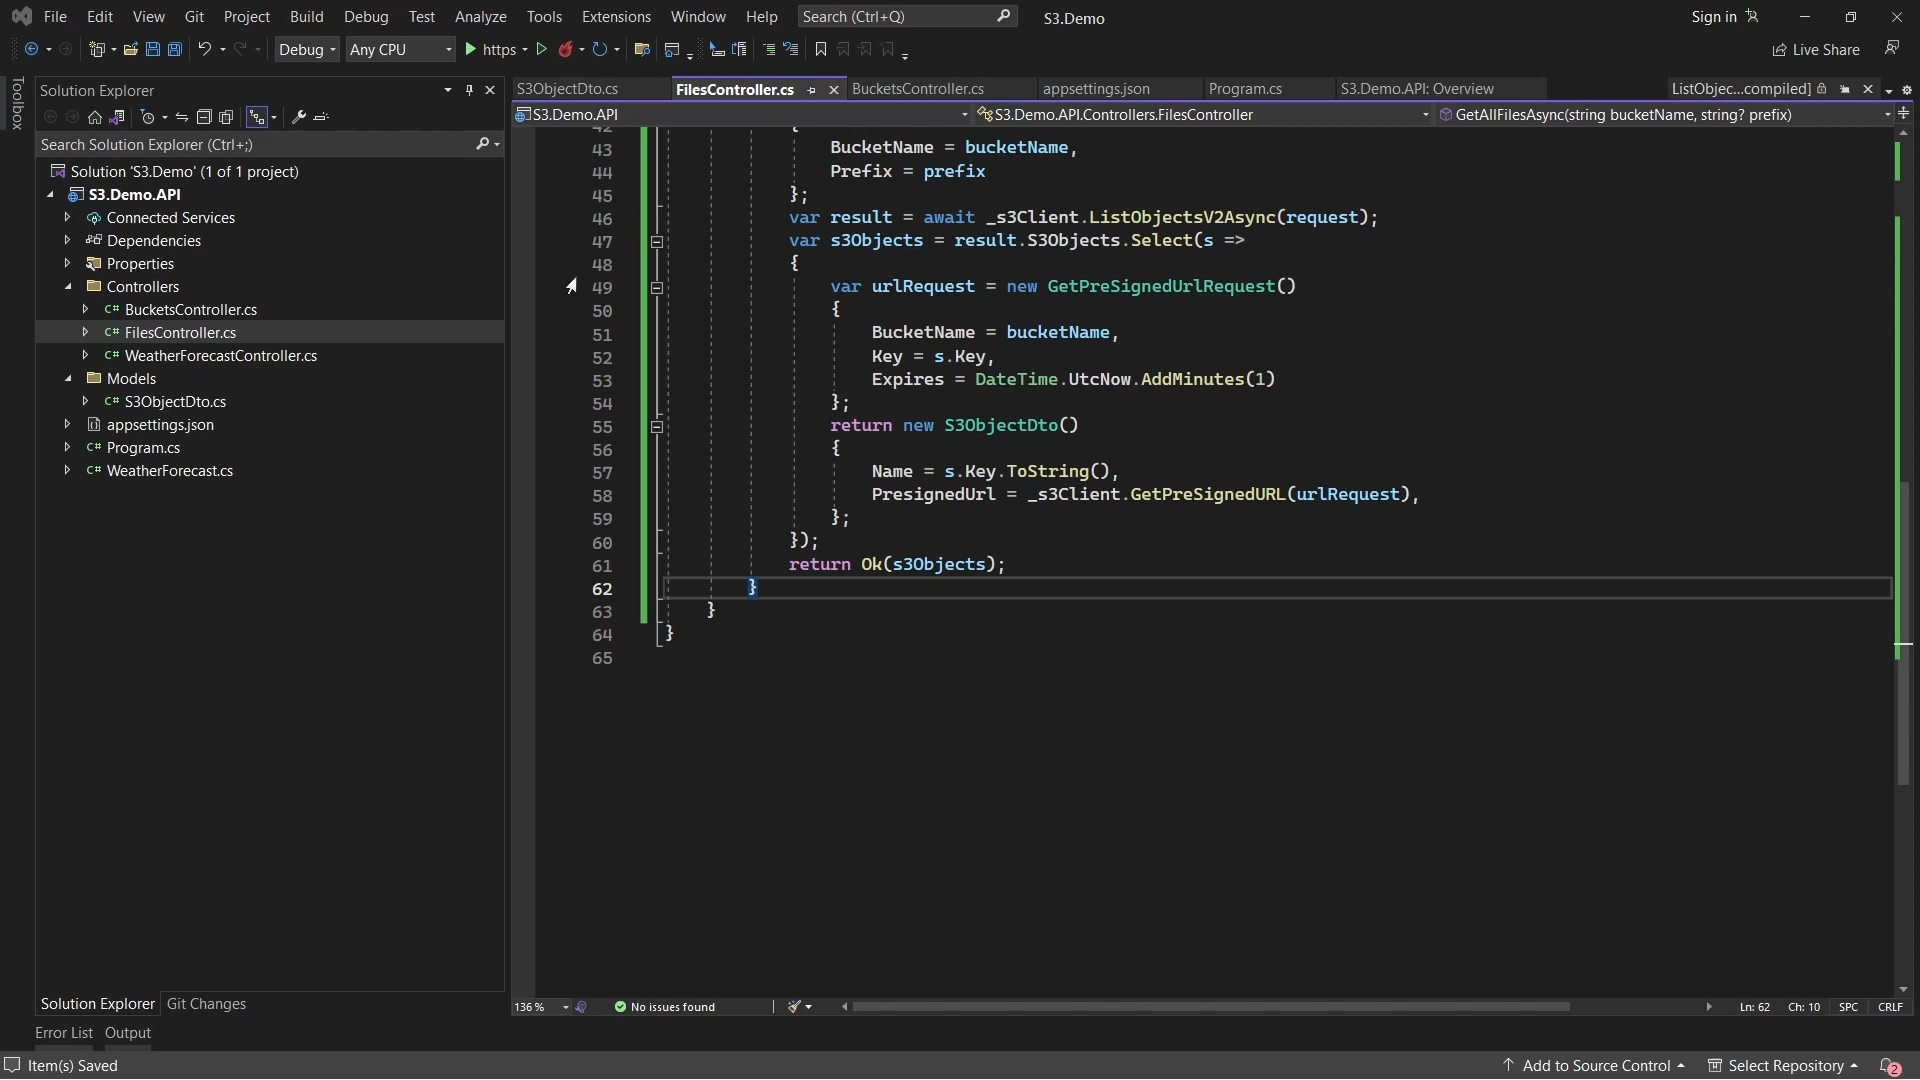 File Edit View Git Project Build Debug Test Analyze Tools Extensions Window Help Search (Ctrl+Q) S3.Demo Sign in
Debug Any CPU https Live Share
Toolbox
Solution Explorer
Search Solution Explorer (Ctrl+;)
Solution 'S3.Demo' (1 of 1 project)
S3.Demo.API
Connected Services
Dependencies
Properties
Controllers
C# BucketsController.cs
C# FilesController.cs
C# WeatherForecastController.cs
Models
C# S3ObjectDto.cs
appsettings.json
C# Program.cs
C# WeatherForecast.cs
Solution Explorer Git Changes
S3ObjectDto.cs FilesController.cs BucketsController.cs appsettings.json Program.cs S3.Demo.API: Overview ListObjec...compiled]
S3.Demo.API S3.Demo.API.Controllers.FilesController GetAllFilesAsync(string bucketName, string? prefix)
42 {
43 BucketName = bucketName,
44 Prefix = prefix
45 };
46 var result = await _s3Client.ListObjectsV2Async(request);
47 var s3Objects = result.S3Objects.Select(s =>
48 {
49 var urlRequest = new GetPreSignedUrlRequest()
50 {
51 BucketName = bucketName,
52 Key = s.Key,
53 Expires = DateTime.UtcNow.AddMinutes(1)
54 };
55 return new S3ObjectDto()
56 {
57 Name = s.Key.ToString(),
58 PresignedUrl = _s3Client.GetPreSignedURL(urlRequest),
59 };
60 });
61 return Ok(s3Objects);
62 }
63 }
64 }
65
136 % No issues found Ln: 62 Ch: 10 SPC CRLF
Error List Output
Item(s) Saved Add to Source Control Select Repository 2